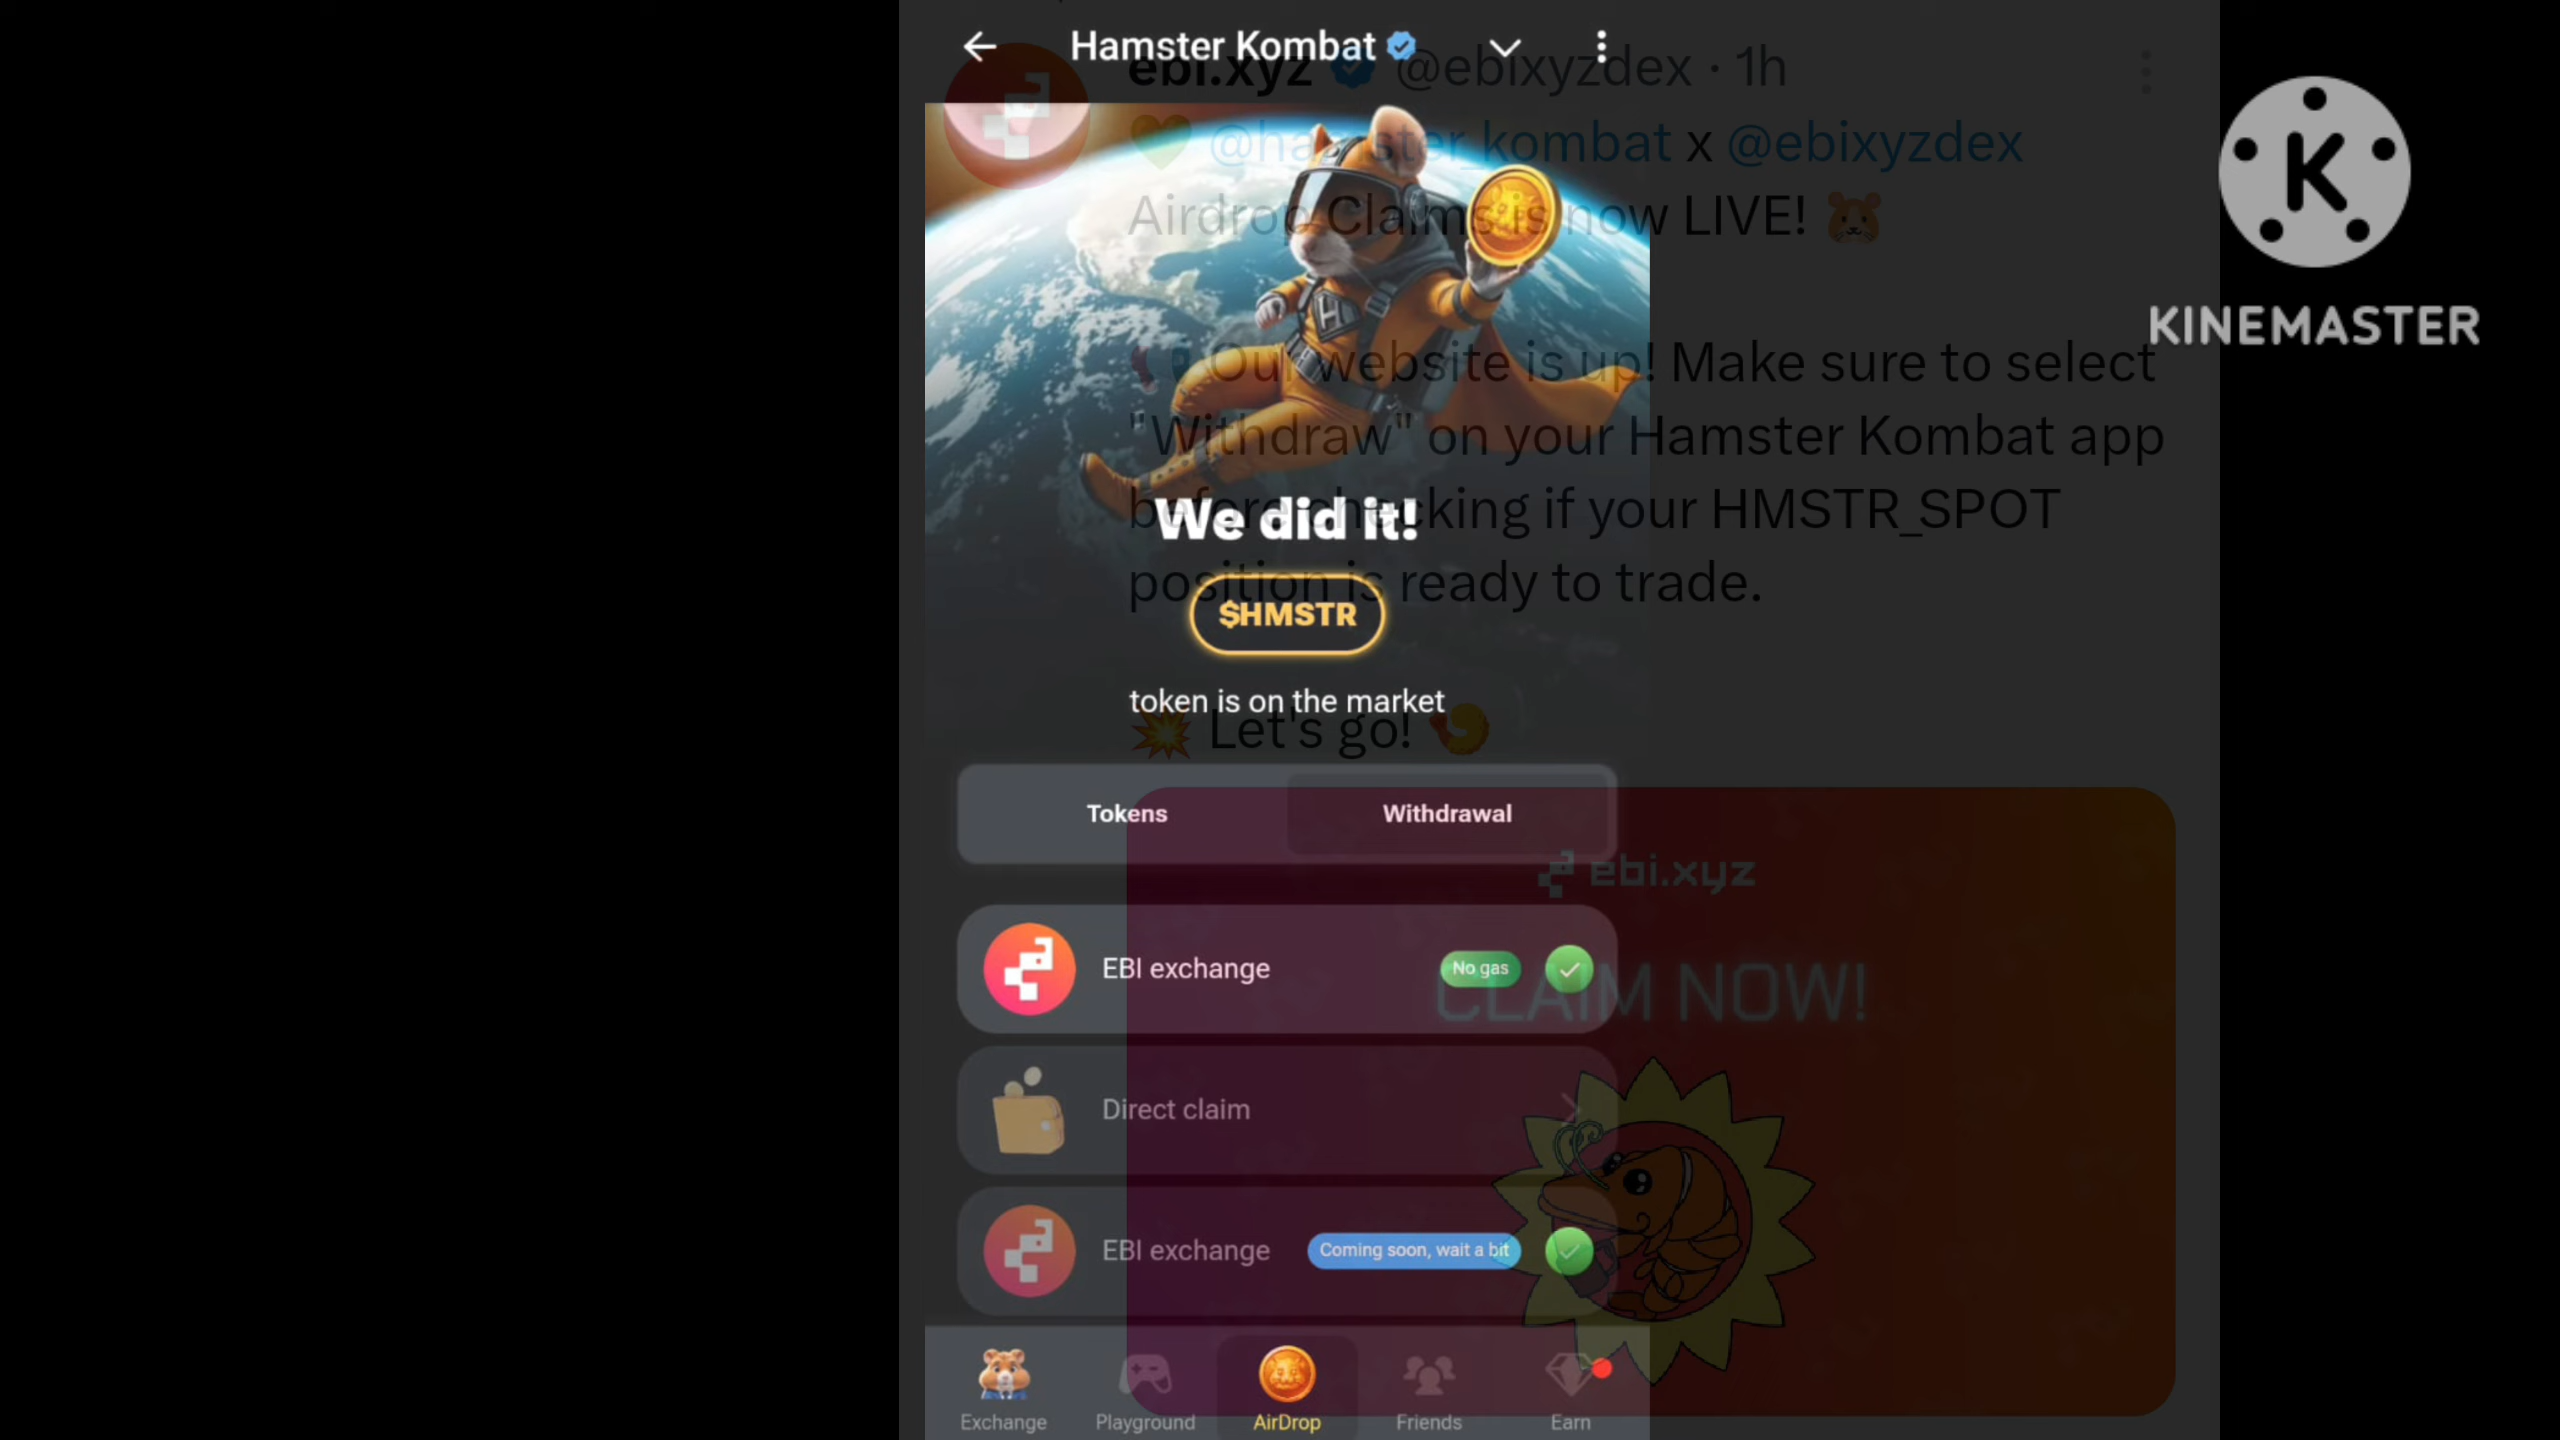 Hamster Kombat
ebi.xyz @ebixyzdex · 1h
@hamster_kombat x @ebixyzdex
Airdrop Claims is now LIVE!
Our website is up! Make sure to select
"Withdraw" on your Hamster Kombat app
before checking if your HMSTR_SPOT
position is ready to trade.
Let's go!
We did it!
$HMSTR
token is on the market
Tokens
Withdrawal
ebi.xyz
CLAIM NOW!
EBI exchange
No gas
Direct claim
EBI exchange
Coming soon, wait a bit
Exchange
Playground
AirDrop
Friends
Earn
K
KINEMASTER
H